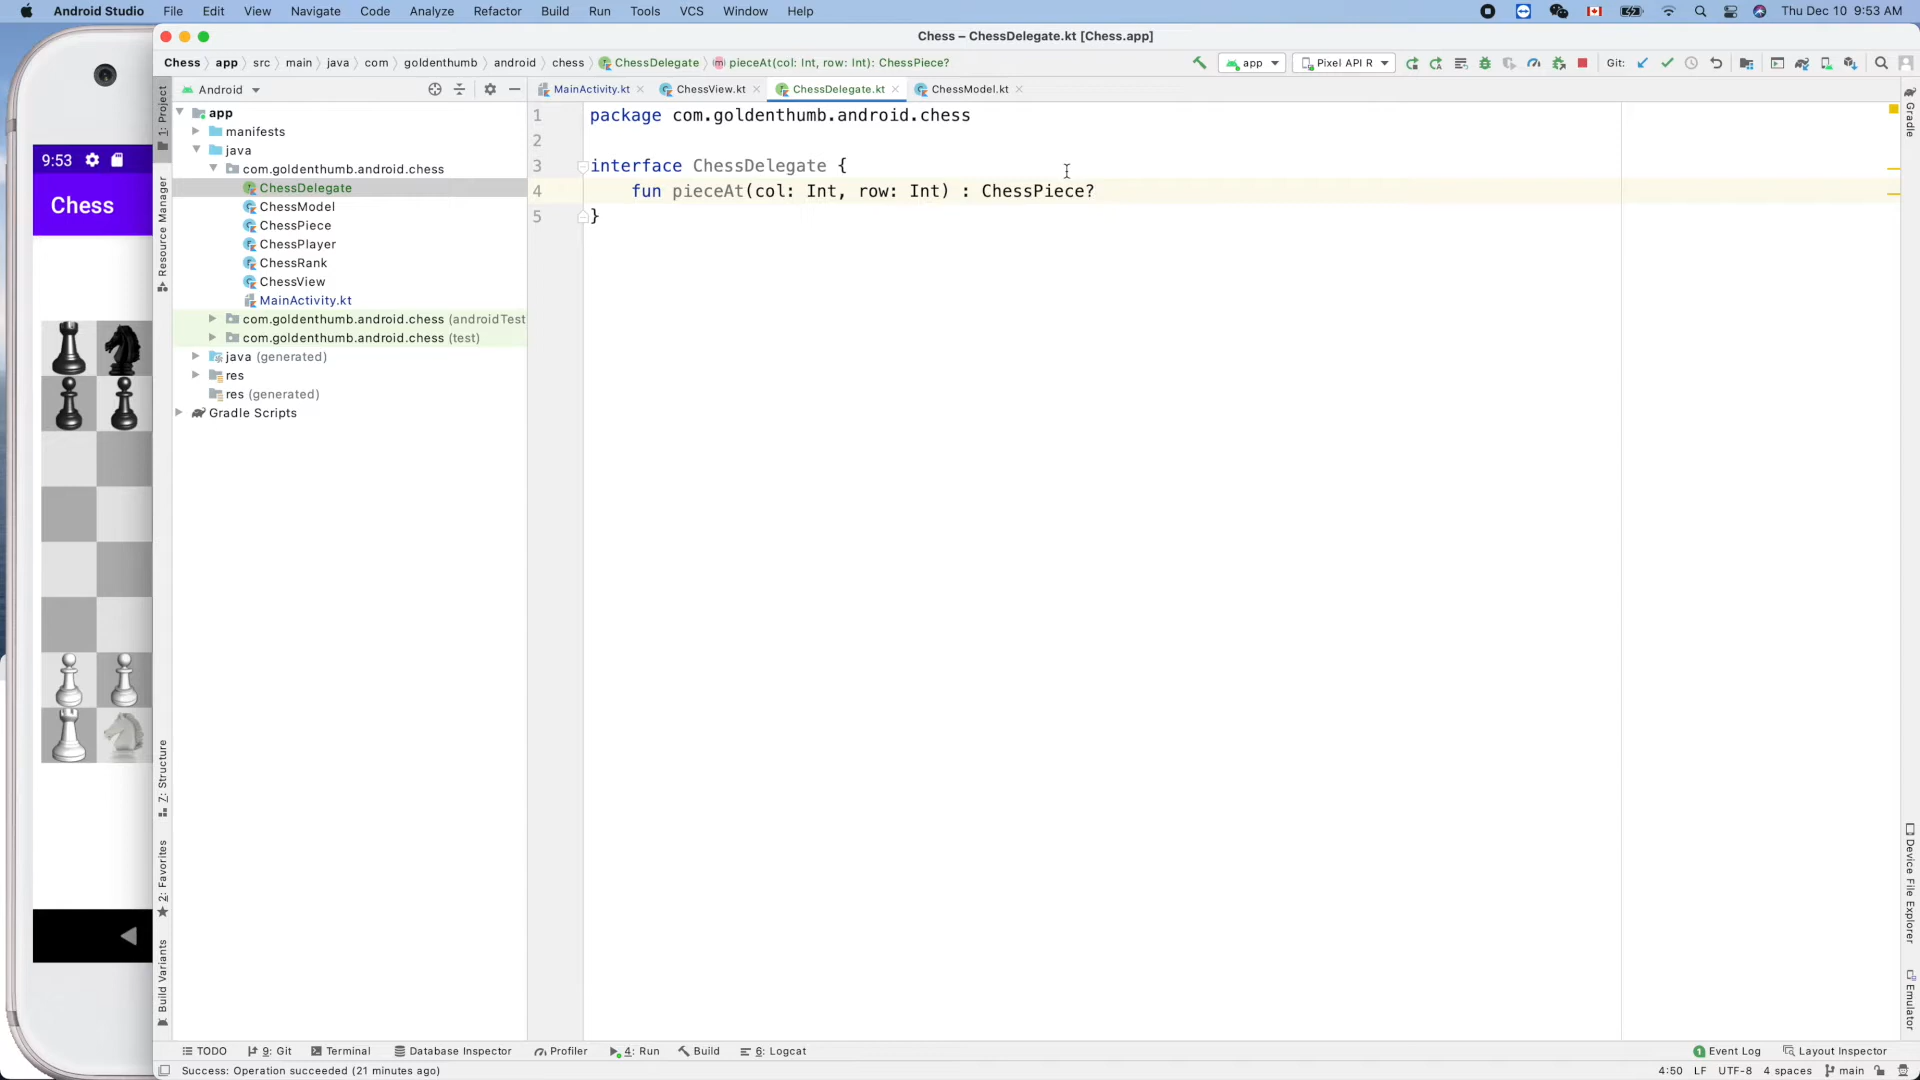 Android Studio File Edit View Navigate Code Analyze Refactor Build Run Tools VCS Window Help Thu Dec 10 9:53 AM
Chess – ChessDelegate.kt [Chess.app]
Chess app src main java com goldenthumb android chess ChessDelegate pieceAt(col: Int, row: Int): ChessPiece? app Pixel API R Git:
Android
MainActivity.kt ChessView.kt ChessDelegate.kt ChessModel.kt
app
manifests
java
com.goldenthumb.android.chess
ChessDelegate
ChessModel
ChessPiece
ChessPlayer
ChessRank
ChessView
MainActivity.kt
com.goldenthumb.android.chess (androidTest
com.goldenthumb.android.chess (test)
java (generated)
res
res (generated)
Gradle Scripts
1 package com.goldenthumb.android.chess
2
3 interface ChessDelegate {
4 fun pieceAt(col: Int, row: Int) : ChessPiece?
5 }
9:53
Chess
1: Project
Resource Manager
7: Structure
2: Favorites
Build Variants
Gradle
Device File Explorer
Emulator
TODO 9: Git Terminal Database Inspector Profiler 4: Run Build 6: Logcat 1 Event Log Layout Inspector
Success: Operation succeeded (21 minutes ago) 4:50 LF UTF-8 4 spaces main